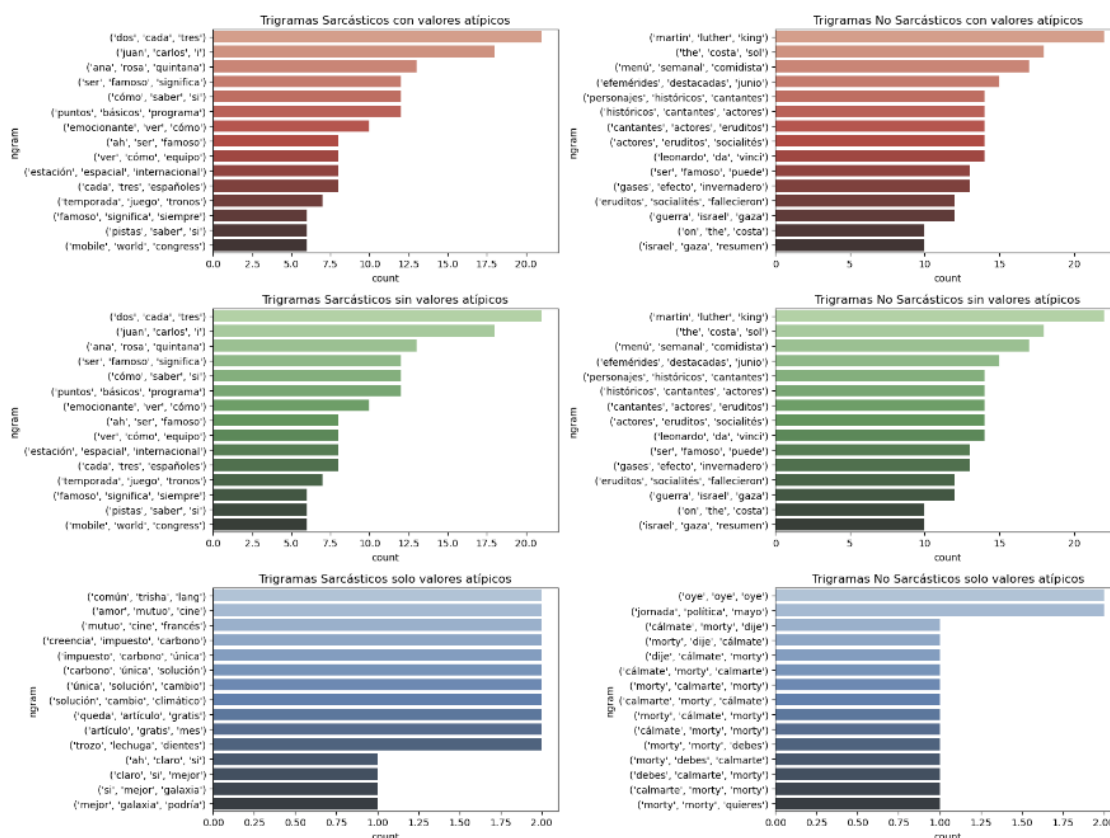 Trigramas Sarcásticos con valores atípicos
('dos', 'cada', 'tres')
('juan', 'carlos', 'i')
('ana', 'rosa', 'quintana')
('ser', 'famoso', 'significa')
('cómo', 'saber', 'si')
('puntos', 'básicos', 'programa')
('emocionante', 'ver', 'cómo')
('ah', 'ser', 'famoso')
('ver', 'cómo', 'equipo')
('estación', 'espacial', 'internacional')
('cada', 'tres', 'españoles')
('temporada', 'juego', 'tronos')
('famoso', 'significa', 'siempre')
('pistas', 'saber', 'si')
('mobile', 'world', 'congress')
ngram
0.0 2.5 5.0 7.5 10.0 12.5 15.0 17.5 20.0
count
Trigramas No Sarcásticos con valores atípicos
('martin', 'luther', 'king')
('the', 'costa', 'sol')
('menú', 'semanal', 'comidista')
('efemérides', 'destacadas', 'junio')
('personajes', 'históricos', 'cantantes')
('históricos', 'cantantes', 'actores')
('cantantes', 'actores', 'eruditos')
('actores', 'eruditos', 'socialités')
('leonardo', 'da', 'vinci')
('ser', 'famoso', 'puede')
('gases', 'efecto', 'invernadero')
('eruditos', 'socialités', 'fallecieron')
('guerra', 'israel', 'gaza')
('on', 'the', 'costa')
('israel', 'gaza', 'resumen')
ngram
0 5 10 15 20
count
Trigramas Sarcásticos sin valores atípicos
('dos', 'cada', 'tres')
('juan', 'carlos', 'i')
('ana', 'rosa', 'quintana')
('ser', 'famoso', 'significa')
('cómo', 'saber', 'si')
('puntos', 'básicos', 'programa')
('emocionante', 'ver', 'cómo')
('ah', 'ser', 'famoso')
('ver', 'cómo', 'equipo')
('estación', 'espacial', 'internacional')
('cada', 'tres', 'españoles')
('temporada', 'juego', 'tronos')
('famoso', 'significa', 'siempre')
('pistas', 'saber', 'si')
('mobile', 'world', 'congress')
ngram
0.0 2.5 5.0 7.5 10.0 12.5 15.0 17.5 20.0
count
Trigramas No Sarcásticos sin valores atípicos
('martin', 'luther', 'king')
('the', 'costa', 'sol')
('menú', 'semanal', 'comidista')
('efemérides', 'destacadas', 'junio')
('personajes', 'históricos', 'cantantes')
('históricos', 'cantantes', 'actores')
('cantantes', 'actores', 'eruditos')
('actores', 'eruditos', 'socialités')
('leonardo', 'da', 'vinci')
('ser', 'famoso', 'puede')
('gases', 'efecto', 'invernadero')
('eruditos', 'socialités', 'fallecieron')
('guerra', 'israel', 'gaza')
('on', 'the', 'costa')
('israel', 'gaza', 'resumen')
ngram
0 5 10 15 20
count
Trigramas Sarcásticos solo valores atípicos
('común', 'trisha', 'lang')
('amor', 'mutuo', 'cine')
('mutuo', 'cine', 'francés')
('creencia', 'impuesto', 'carbono')
('impuesto', 'carbono', 'única')
('carbono', 'única', 'solución')
('única', 'solución', 'cambio')
('solución', 'cambio', 'climático')
('queda', 'artículo', 'gratis')
('artículo', 'gratis', 'mes')
('trozo', 'lechuga', 'dientes')
('ah', 'claro', 'si')
('claro', 'si', 'mejor')
('si', 'mejor', 'galaxia')
('mejor', 'galaxia', 'podría')
ngram
0.00 0.25 0.50 0.75 1.00 1.25 1.50 1.75 2.00
count
Trigramas No Sarcásticos solo valores atípicos
('oye', 'oye', 'oye')
('jornada', 'política', 'mayo')
('cálmate', 'morty', 'dije')
('morty', 'dije', 'cálmate')
('dije', 'cálmate', 'morty')
('cálmate', 'morty', 'calmarte')
('morty', 'calmarte', 'morty')
('calmarte', 'morty', 'cálmate')
('morty', 'cálmate', 'morty')
('cálmate', 'morty', 'morty')
('morty', 'morty', 'debes')
('morty', 'debes', 'calmarte')
('debes', 'calmarte', 'morty')
('calmarte', 'morty', 'morty')
('morty', 'morty', 'quieres')
ngram
0.00 0.25 0.50 0.75 1.00 1.25 1.50 1.75 2.00
count